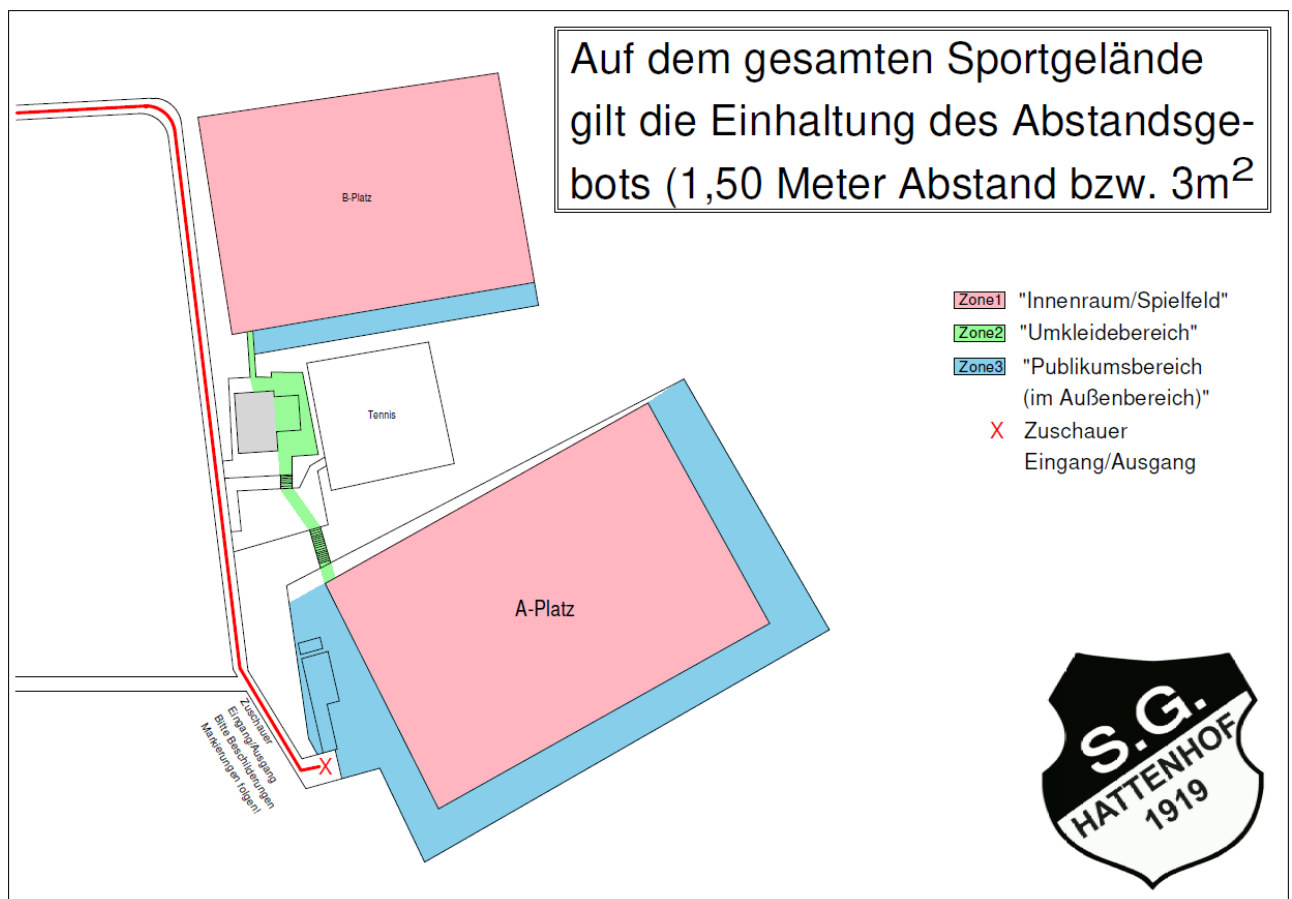 Auf dem gesamten Sportgelände
gilt die Einhaltung des Abstandsge-
bots (1,50 Meter Abstand bzw. 3m²
B-Platz
Zone1 "Innenraum/Spielfeld"
Zone2 "Umkleidebereich"
Zone3 "Publikumsbereich
(im Außenbereich)"
X Zuschauer
Eingang/Ausgang
Tennis
A-Platz
Zuschauer
Eingang/Ausgang
Bitte Beschilderungen
Markierungen folgen!
X
S.G.
HATTENHOF
1919